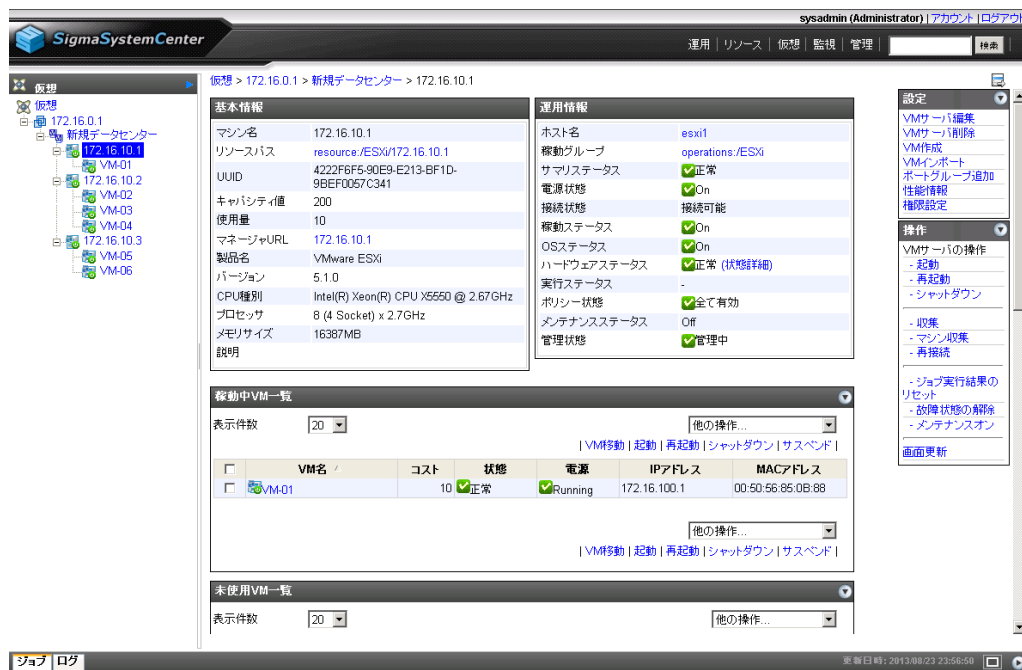 sysadmin (Administrator) | アカウント | ログアウト
SigmaSystemCenter
運用 | リソース | 仮想 | 監視 | 管理 |
検索
仮想
仮想
172.16.0.1
新規データセンター
172.16.10.1
VM-01
172.16.10.2
VM-02
VM-03
VM-04
172.16.10.3
VM-05
VM-06
仮想 > 172.16.0.1 > 新規データセンター > 172.16.10.1
基本情報
マシン名 172.16.10.1
リソースパス resource:/ESXi/172.16.10.1
UUID 4222F6F5-90E9-E213-BF1D-
9BEF0057C341
キャパシティ値 200
使用量 10
マネージャURL 172.16.10.1
製品名 VMware ESXi
バージョン 5.1.0
CPU種別 Intel(R) Xeon(R) CPU X5550 @ 2.67GHz
プロセッサ 8 (4 Socket) x 2.7GHz
メモリサイズ 16387MB
説明
運用情報
ホスト名 esxi1
稼動グループ operations:/ESXi
サマリステータス 正常
電源状態 On
接続状態 接続可能
稼動ステータス On
OSステータス On
ハードウェアステータス 正常 (状態詳細)
実行ステータス -
ポリシー状態 全て有効
メンテナンスステータス Off
管理状態 管理中
稼動中VM一覧
表示件数 20 他の操作...
| VM移動 | 起動 | 再起動 | シャットダウン | サスペンド |
VM名 コスト 状態 電源 IPアドレス MACアドレス
VM-01 10 正常 Running 172.16.100.1 00:50:56:85:0B:88
他の操作...
| VM移動 | 起動 | 再起動 | シャットダウン | サスペンド |
未使用VM一覧
表示件数 20 他の操作...
設定
VMサーバ編集
VMサーバ削除
VM作成
VMインポート
ポートグループ追加
性能情報
権限設定
操作
VMサーバの操作
- 起動
- 再起動
- シャットダウン
- 収集
- マシン収集
- 再接続
- ジョブ実行結果の
リセット
- 故障状態の解除
- メンテナンスオン
画面更新
ジョブ ログ
更新日時: 2013/08/23 23:56:50